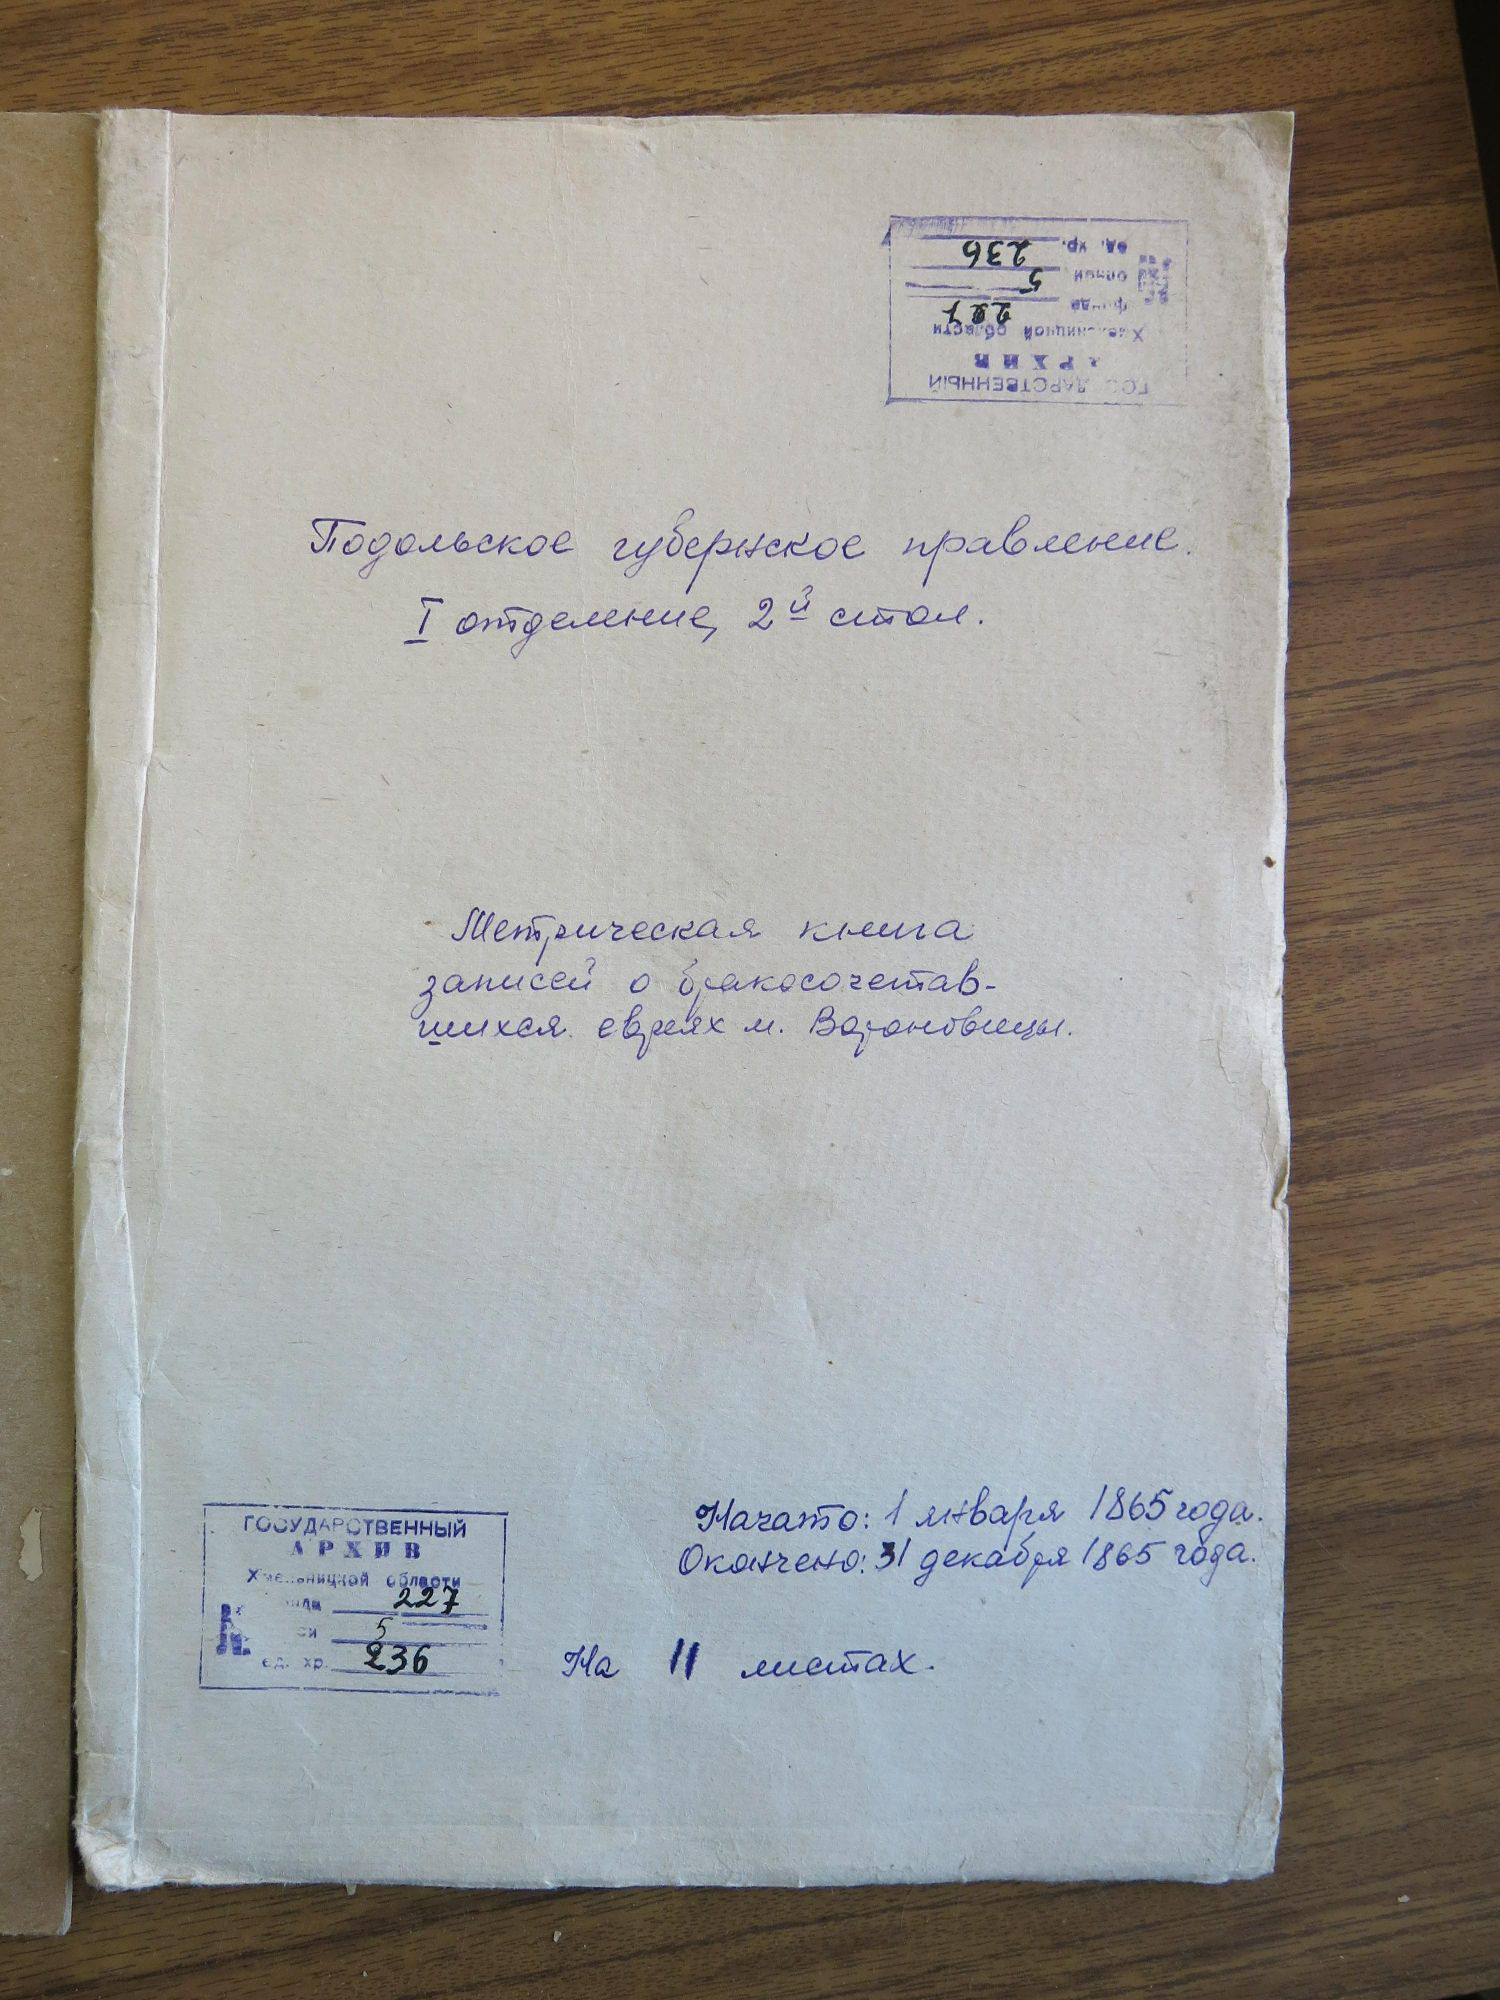 ГОСУДАРСТВЕННЫЙ
АРХИВ
Хмельницкой области
фонда 227
описи 5
ед. хр. 236
Подольское губернское правление.
I отделение, 2й стол.
Метрическая книга
записей о бракосочетав-
шихся евреях м. Вороновицы.
Начато: 1 января 1865 года.
Окончено: 31 декабря 1865 года.
ГОСУДАРСТВЕННЫЙ
АРХИВ
Хмельницкой области
фонда 227
описи 5
ед. хр. 236
На 11 листах.